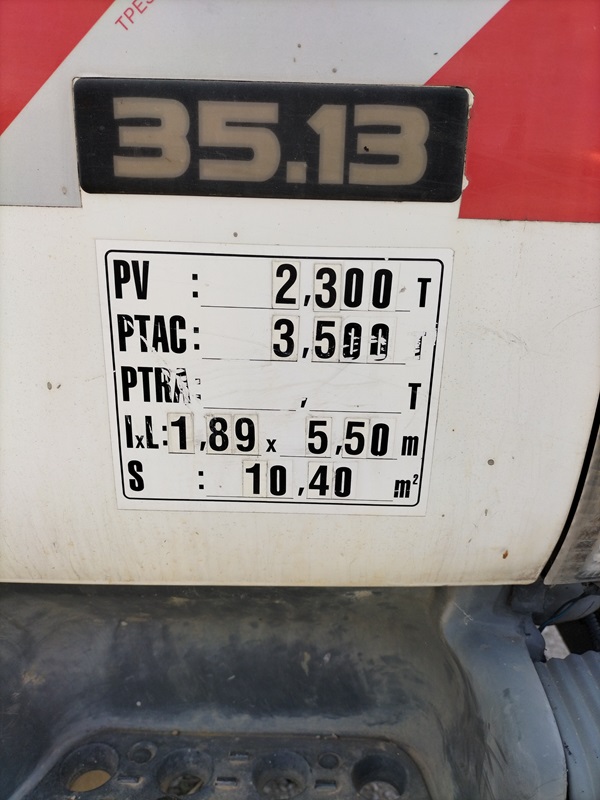 35.13
PV : 2,300 T
PTAC : 3,500 T
PTRA : , T
lxL : 1,89 x 5,50 m
S : 10,40 m²